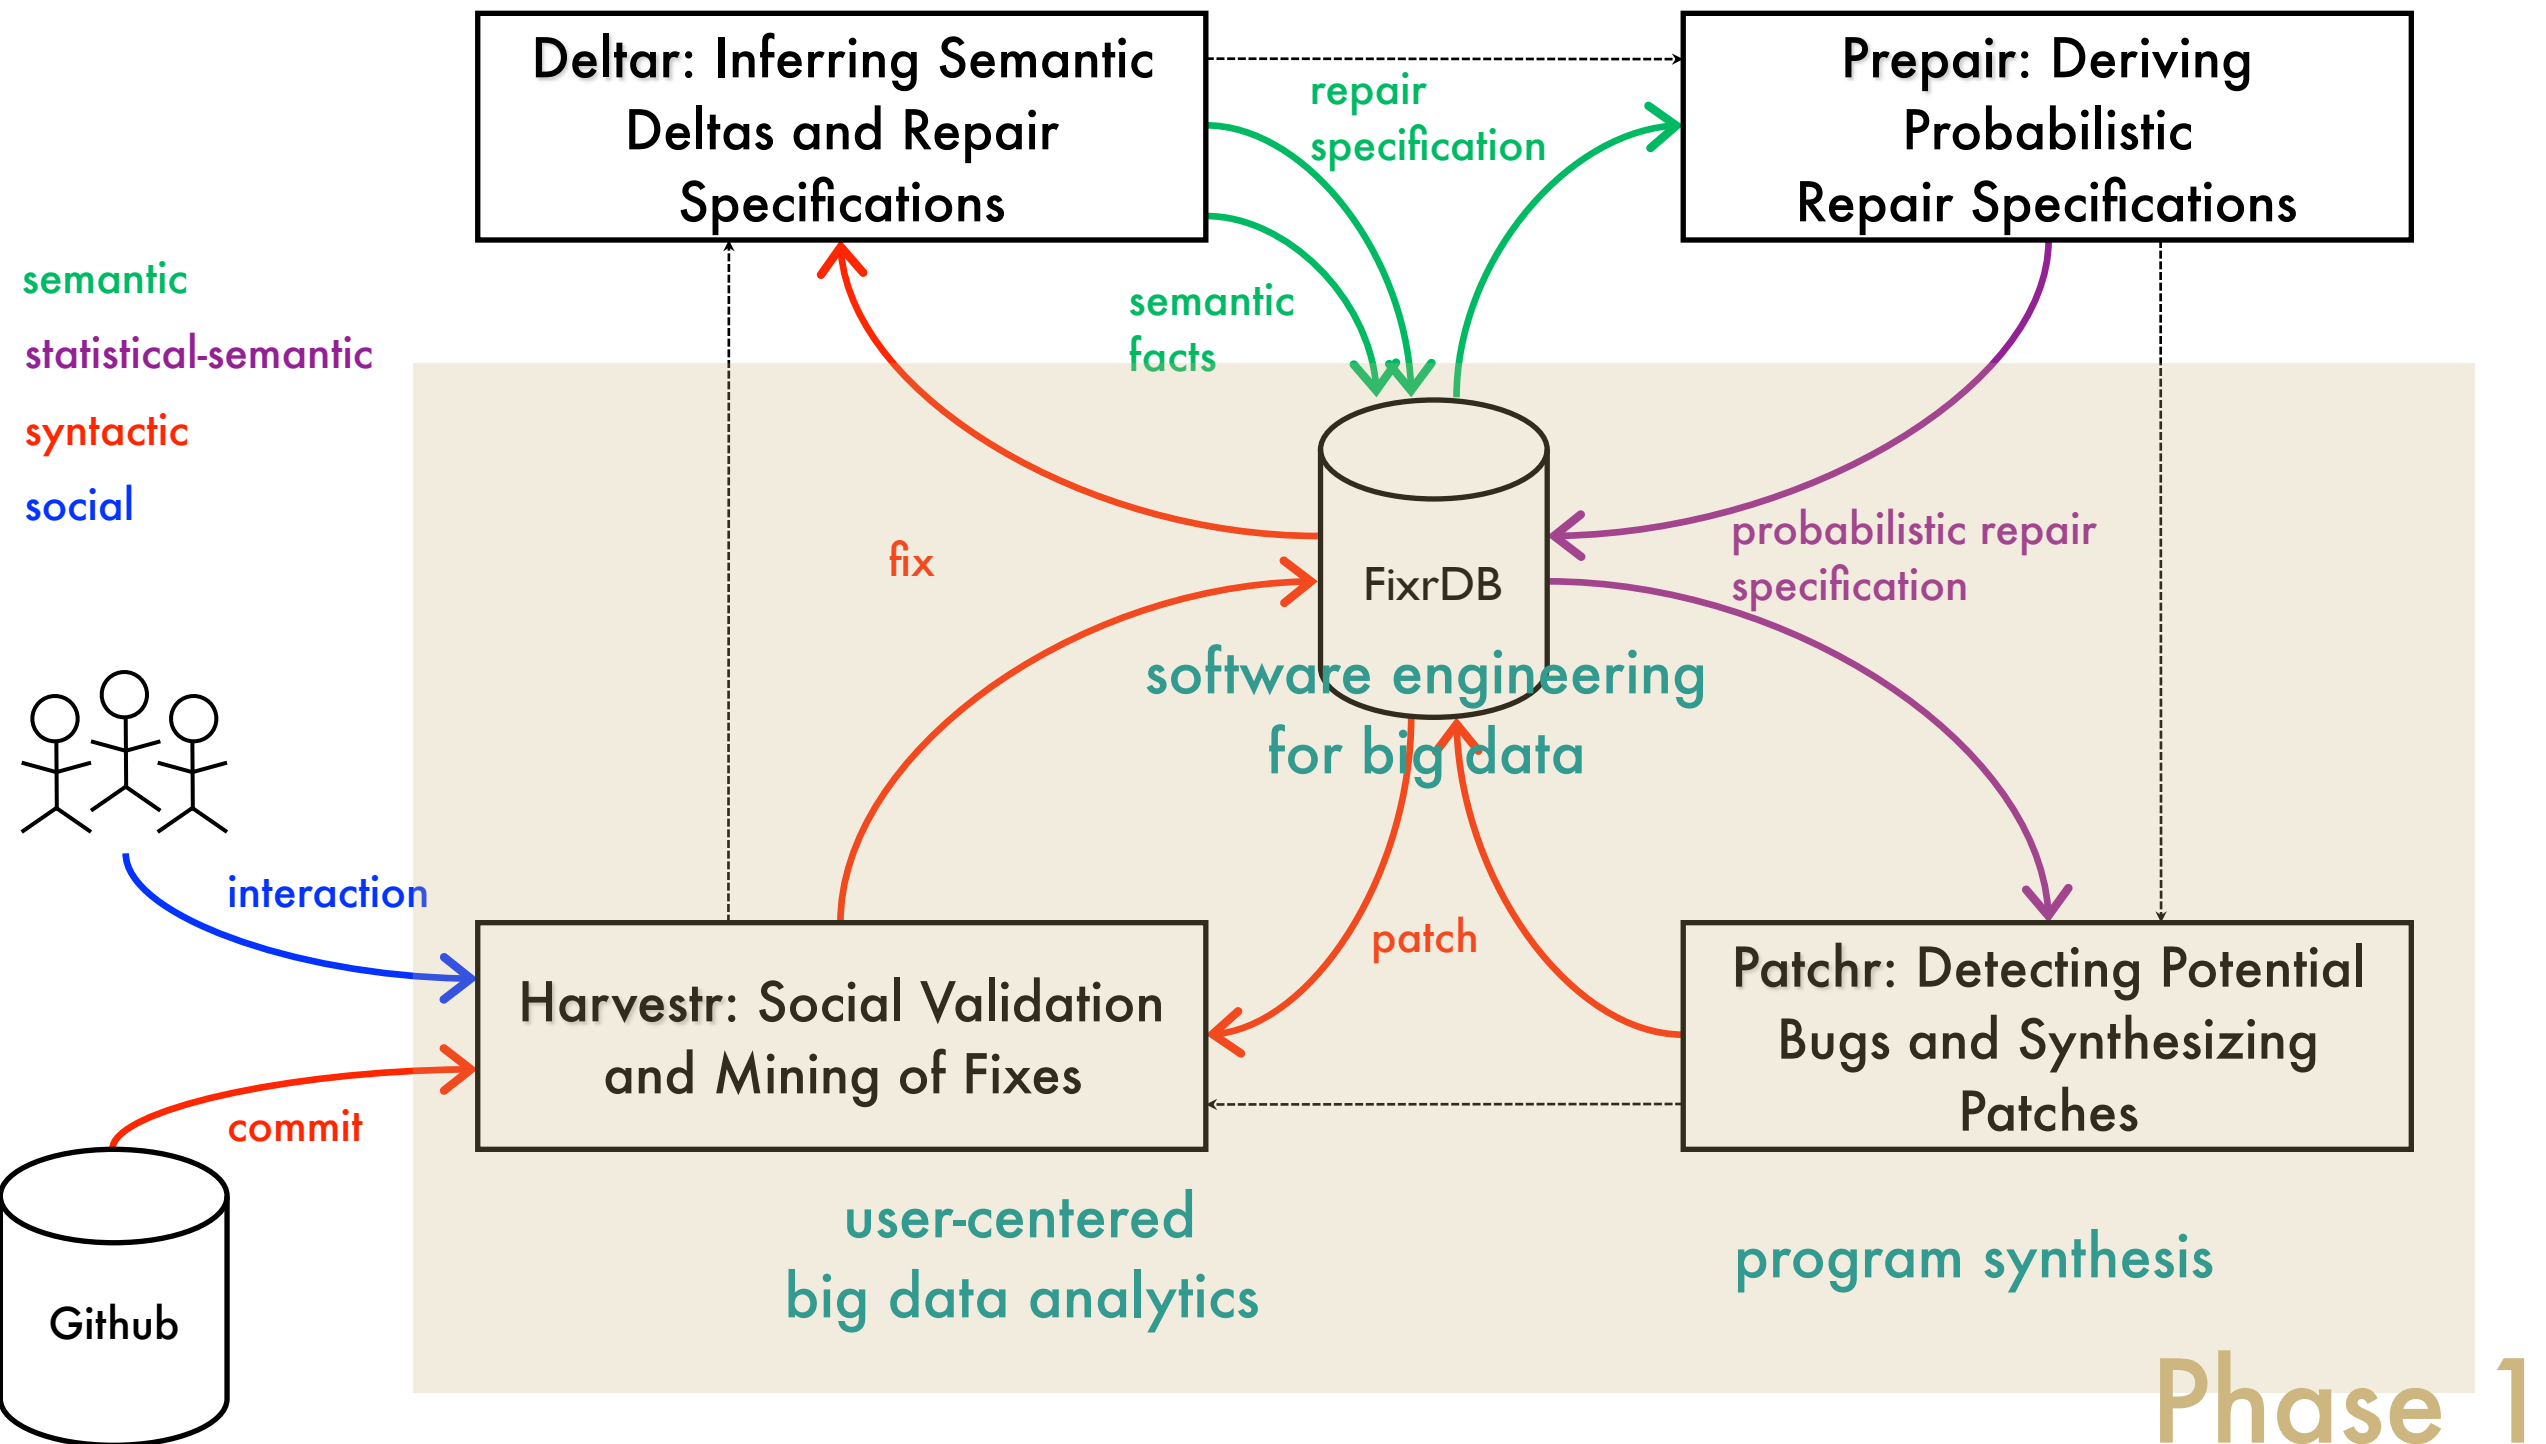 Deltar: Inferring Semantic
Deltas and Repair
Specifications
Prepair: Deriving
Probabilistic
Repair Specifications
repair
specification
semantic
statistical-semantic
syntactic
social
semantic
facts
fix
FixrDB
probabilistic repair
specification
software engineering
for big data
interaction
patch
Harvestr: Social Validation
and Mining of Fixes
Patchr: Detecting Potential
Bugs and Synthesizing
Patches
commit
Github
user-centered
big data analytics
program synthesis
Phase 1